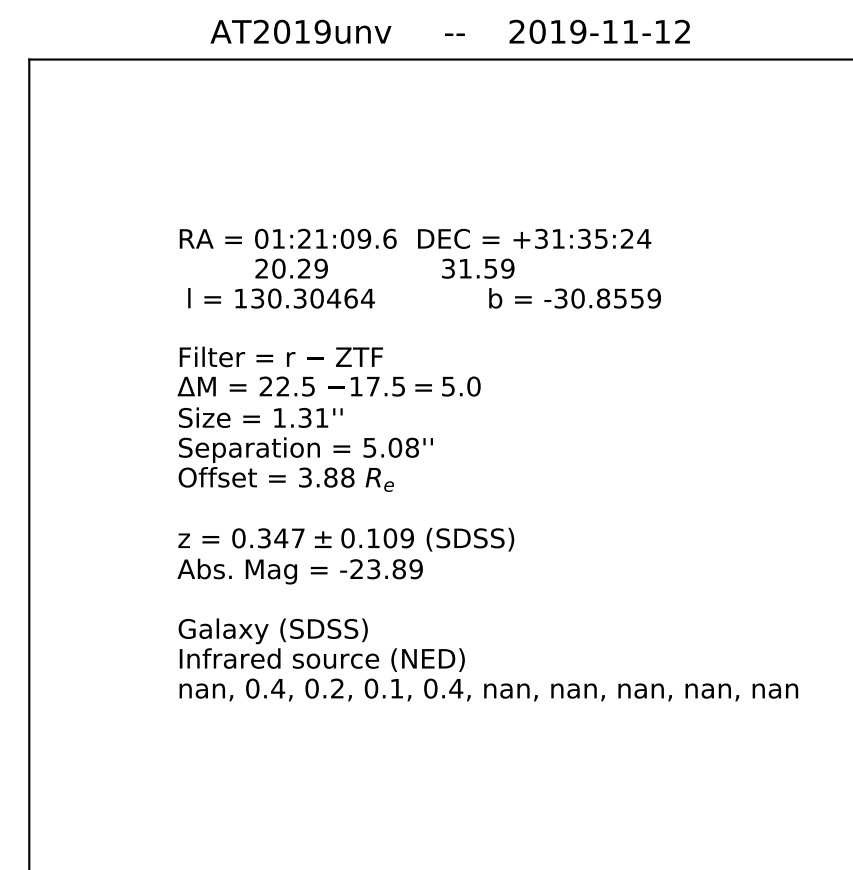 AT2019unv -- 2019-11-12
RA = 01:21:09.6 DEC = +31:35:24
20.29 31.59
l = 130.30464 b = -30.8559
Filter = r − ZTF
ΔM = 22.5 −17.5 = 5.0
Size = 1.31''
Separation = 5.08''
Offset = 3.88 Re
z = 0.347 ± 0.109 (SDSS)
Abs. Mag = -23.89
Galaxy (SDSS)
Infrared source (NED)
nan, 0.4, 0.2, 0.1, 0.4, nan, nan, nan, nan, nan